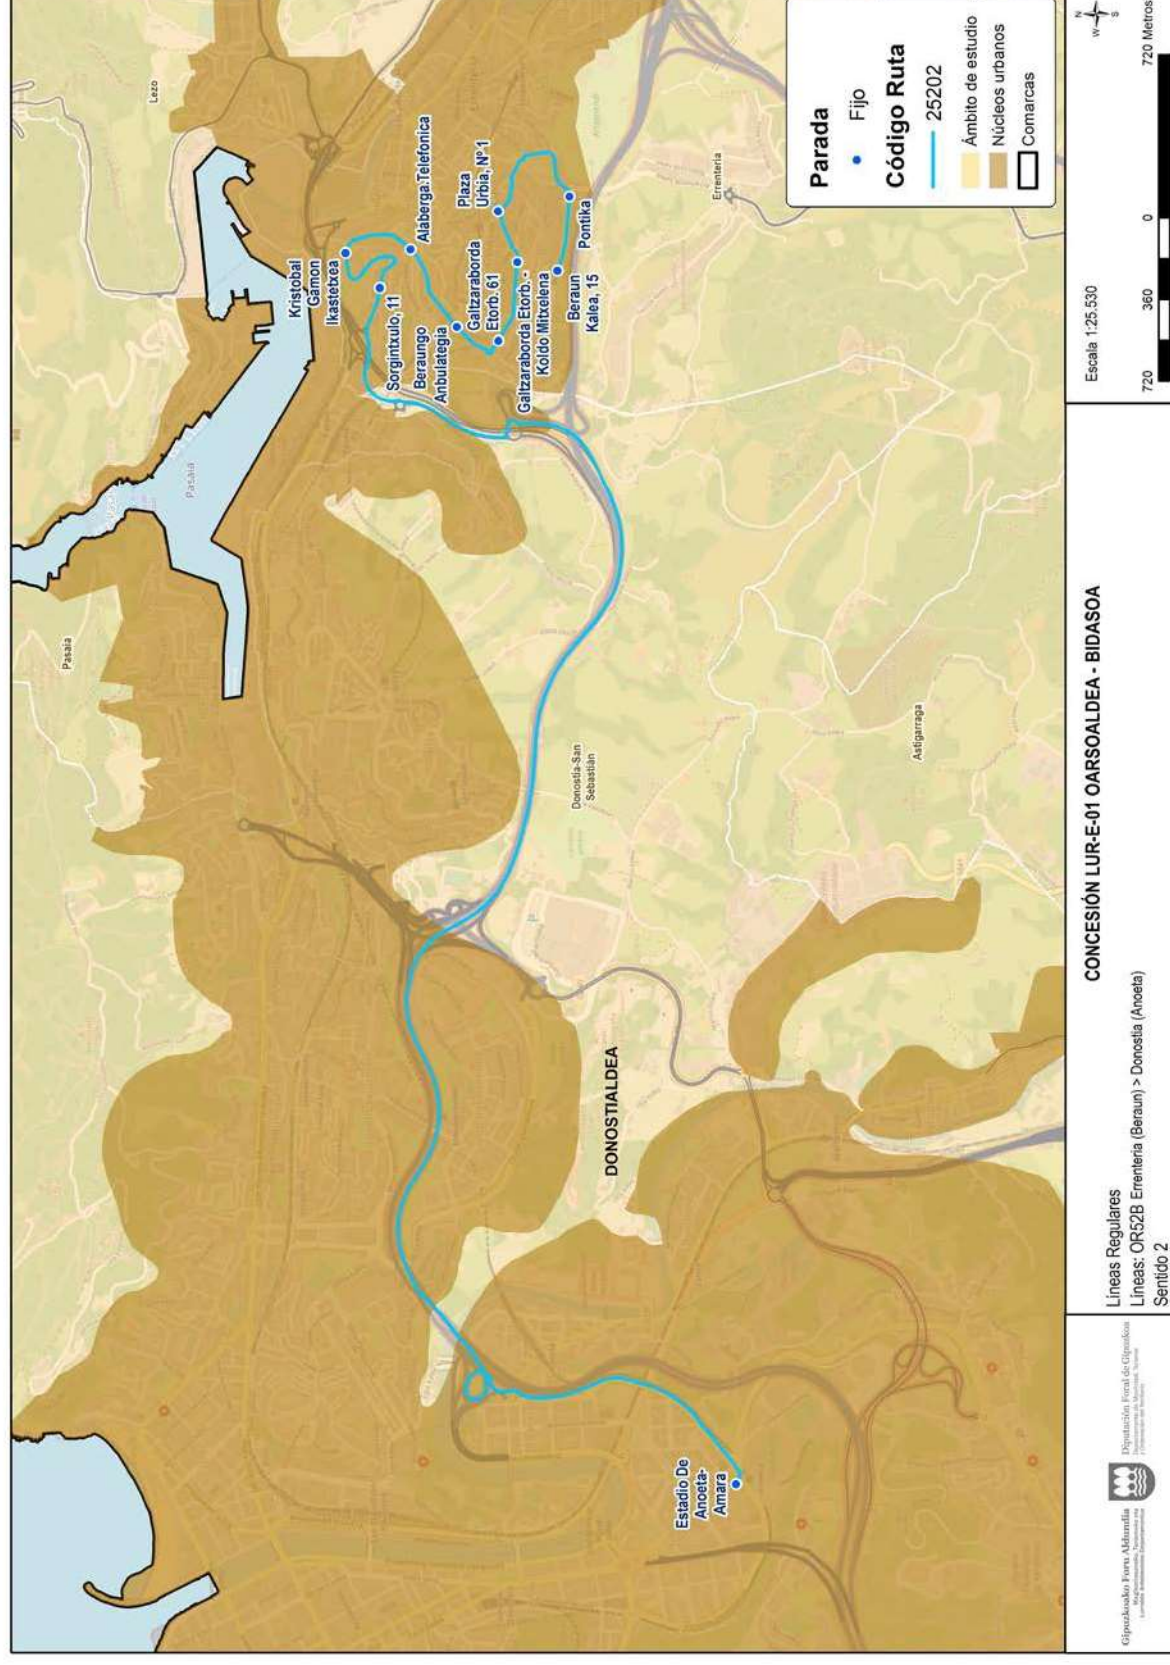 Lezo
Pasaia
Pasaia
Kristobal
Gamon
Ikastetxea
Sorgintxulo, 11
Alaberga.Telefonica
Beraungo
Anbulategia
Galtzaraborda
Etorb. 61
Plaza
Urbia, Nº 1
Galtzaraborda Etorb. -
Koldo Mitxelena
Beraun
Kalea, 15
Pontika
Errenteria
Donostia-San
Sebastián
Astigarraga
DONOSTIALDEA
Estadio De
Anoeta-
Amara
Parada
Fijo
Código Ruta
25202
Ámbito de estudio
Núcleos urbanos
Comarcas
Gipuzkoako Foru Aldundia
Diputación Foral de Gipuzkoa
Líneas Regulares
Líneas: OR52B Errenteria (Beraun) > Donostia (Anoeta)
Sentido 2
CONCESIÓN LUR-E-01 OARSOALDEA - BIDASOA
Escala 1:25.530
720 360 0 720 Metros
N
W
S